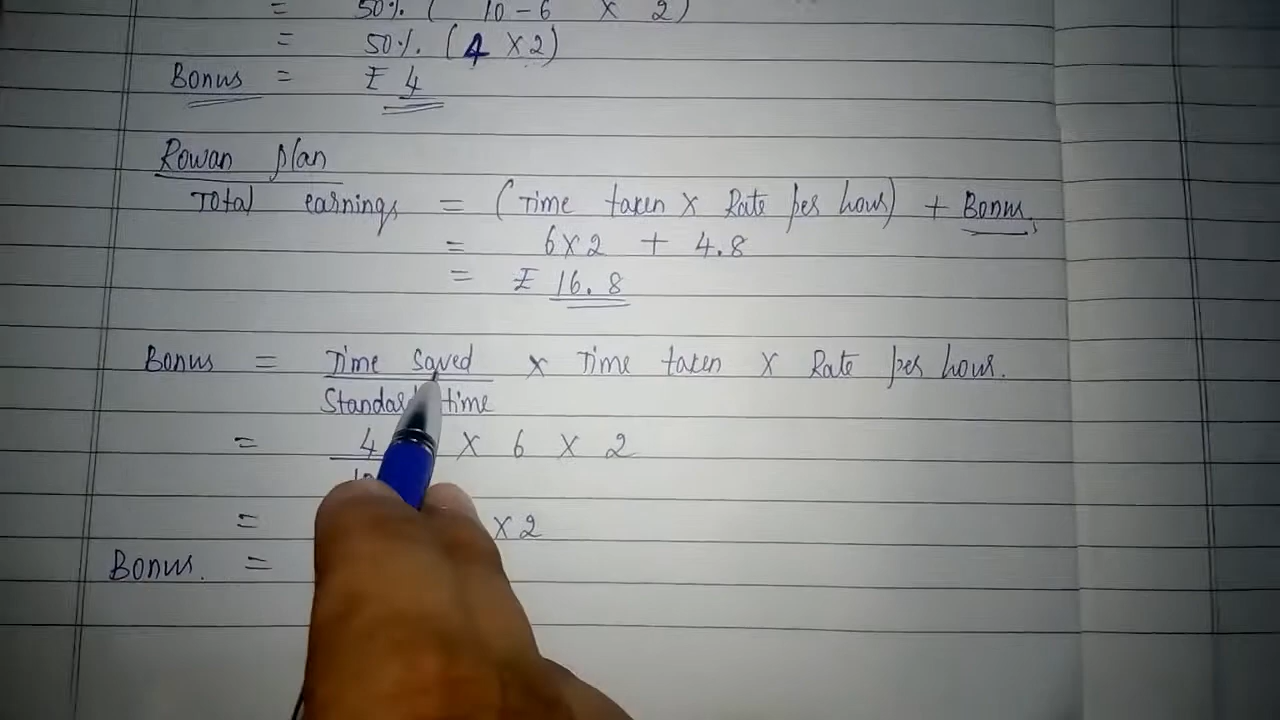 = 50% ( 10 - 6 × 2)
= 50% (4 × 2)
Bonus = ₹ 4
Rowan plan
Total earnings = (Time taken × Rate per hour) + Bonus,
= 6 × 2 + 4.8
= ₹ 16.8
Bonus = Time Saved × Time taken × Rate per hour.
Standard time
= 4 × 6 × 2
10
= × 2
Bonus. =